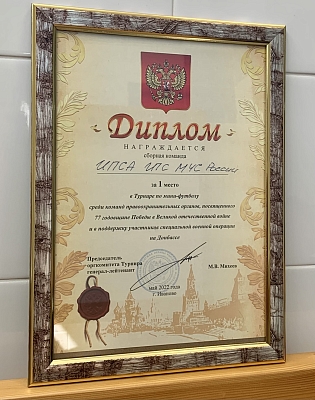 Диплом
НАГРАЖДАЕТСЯ
сборная команда
ИПСА ГПС МЧС России
за 1 место
в Турнире по мини-футболу
среди команд правоохранительных органов, посвященного
77 годовщине Победы в Великой отечественной войне
и в поддержку участников специальной военной операции
на Донбассе
Председатель
оргкомитета Турнира
генерал-лейтенант
М.В. Михеев
май 2022 года
г. Иваново